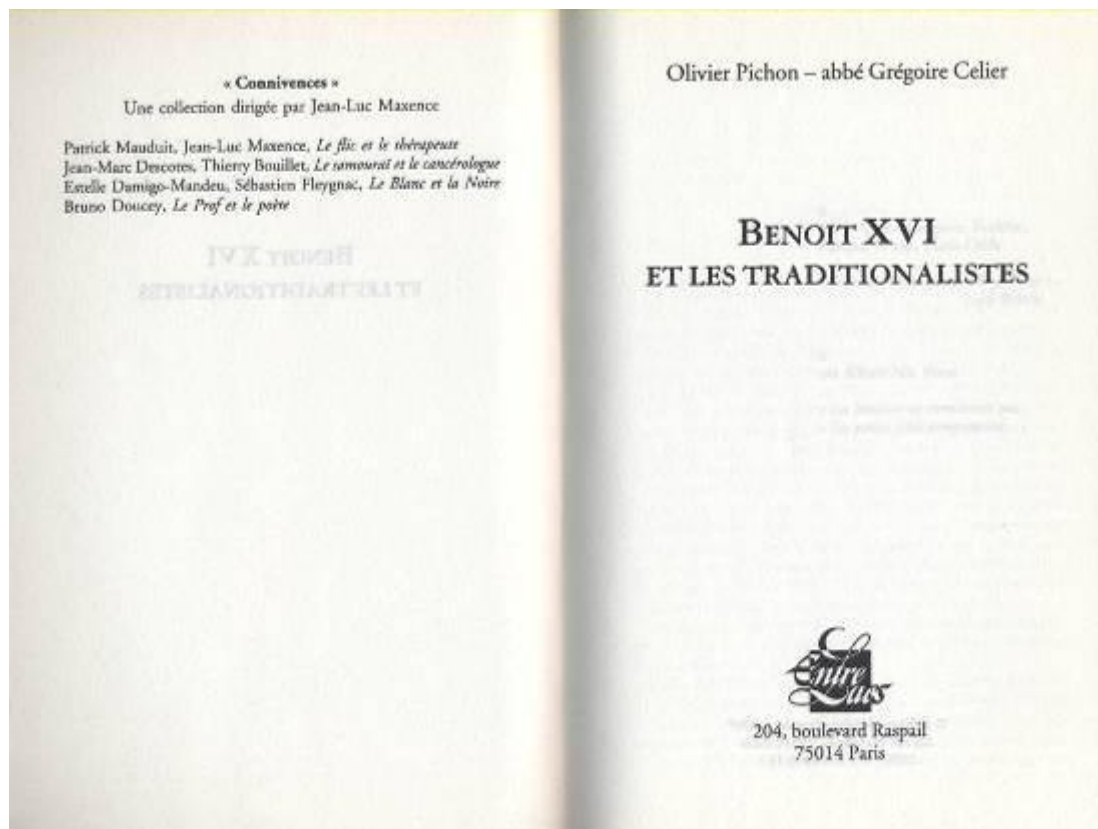 « Connivences »
Une collection dirigée par Jean-Luc Maxence
Patrick Mauduit, Jean-Luc Maxence, Le flic et le thérapeute
Jean-Marc Descotes, Thierry Bouillet, Le samouraï et le cancérologue
Estelle Damigo-Mandeu, Sébastien Fleygnac, Le Blanc et la Noire
Bruno Doucey, Le Prof et le poète
Olivier Pichon – abbé Grégoire Celier
BENOIT XVI
ET LES TRADITIONALISTES
Entre
Lacs
204, boulevard Raspail
75014 Paris